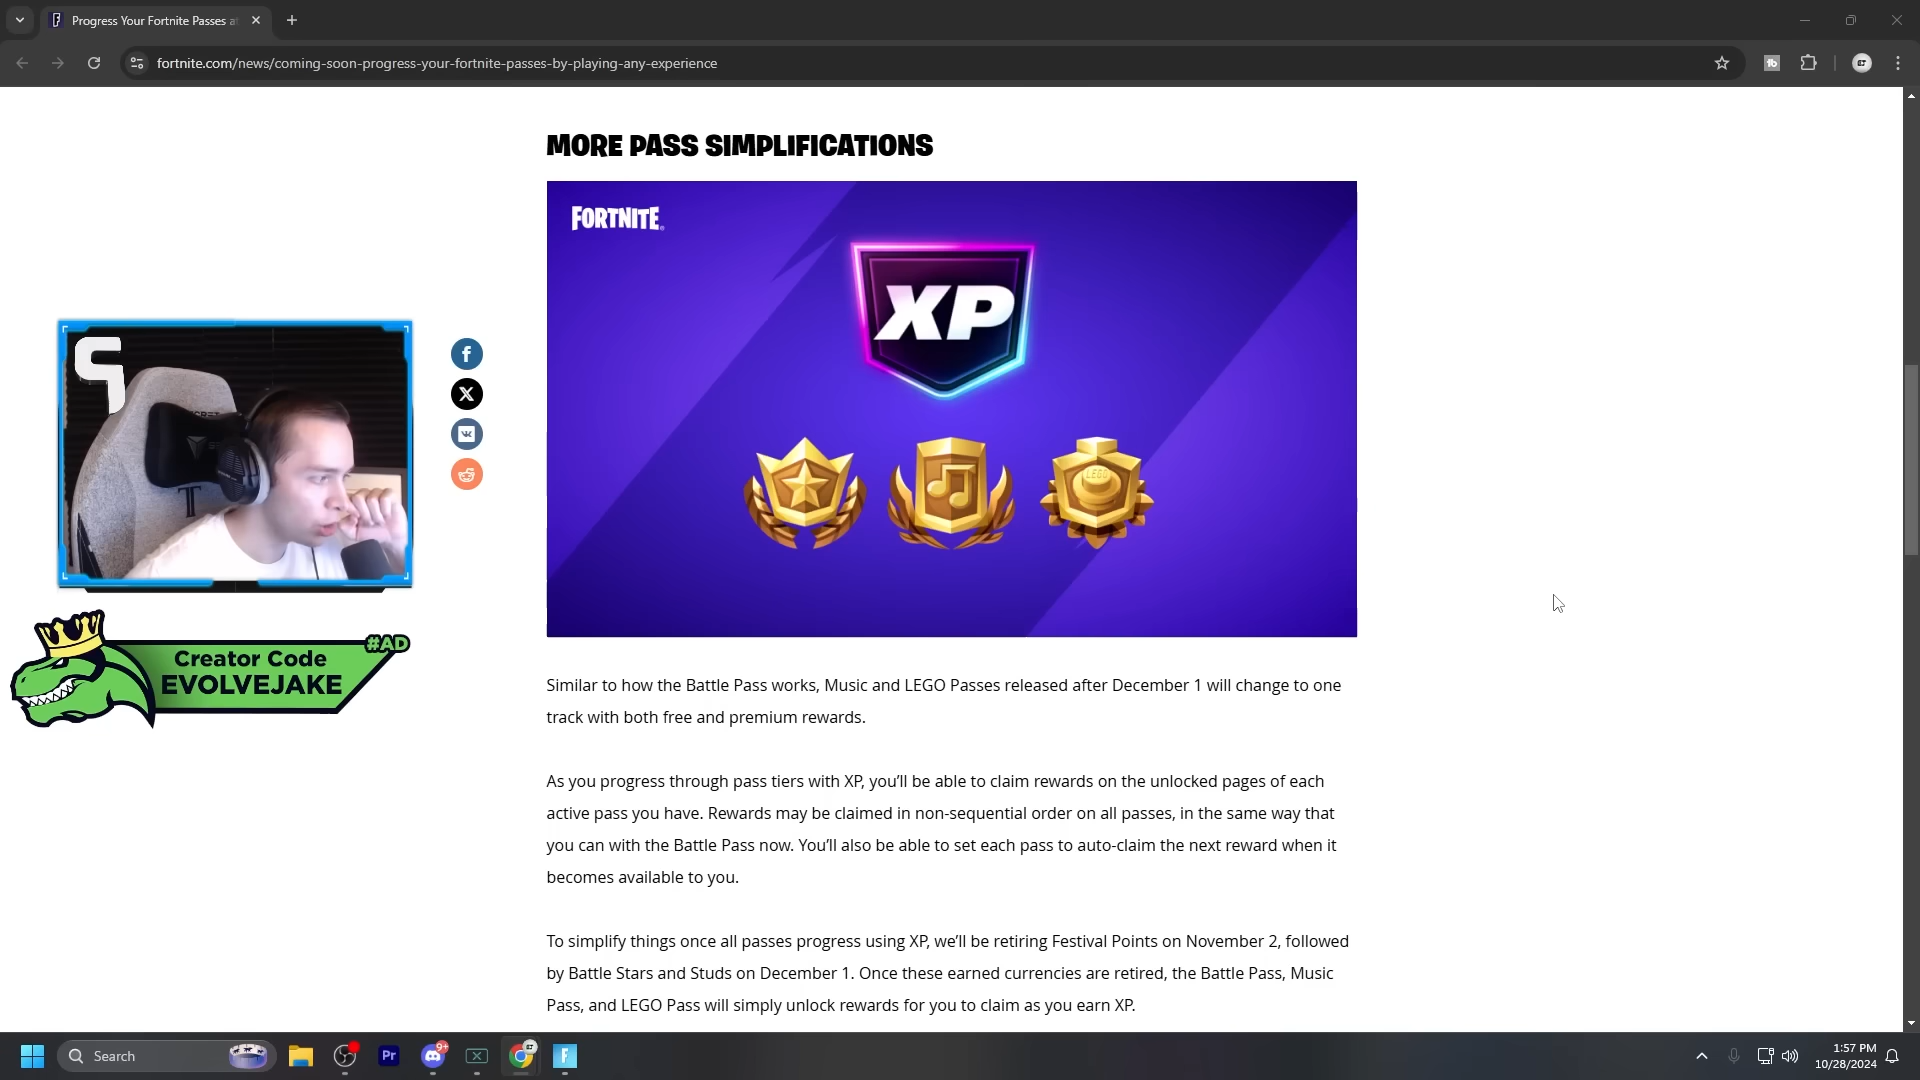 Progress Your Fortnite Passes a
fortnite.com/news/coming-soon-progress-your-fortnite-passes-by-playing-any-experience
MORE PASS SIMPLIFICATIONS
FORTNITE
XP
LEGO
#AD
Creator Code
EVOLVEJAKE
Similar to how the Battle Pass works, Music and LEGO Passes released after December 1 will change to one
track with both free and premium rewards.
As you progress through pass tiers with XP, you’ll be able to claim rewards on the unlocked pages of each
active pass you have. Rewards may be claimed in non-sequential order on all passes, in the same way that
you can with the Battle Pass now. You’ll also be able to set each pass to auto-claim the next reward when it
becomes available to you.
To simplify things once all passes progress using XP, we’ll be retiring Festival Points on November 2, followed
by Battle Stars and Studs on December 1. Once these earned currencies are retired, the Battle Pass, Music
Pass, and LEGO Pass will simply unlock rewards for you to claim as you earn XP.
Search
Pr
9+
1:57 PM
10/28/2024